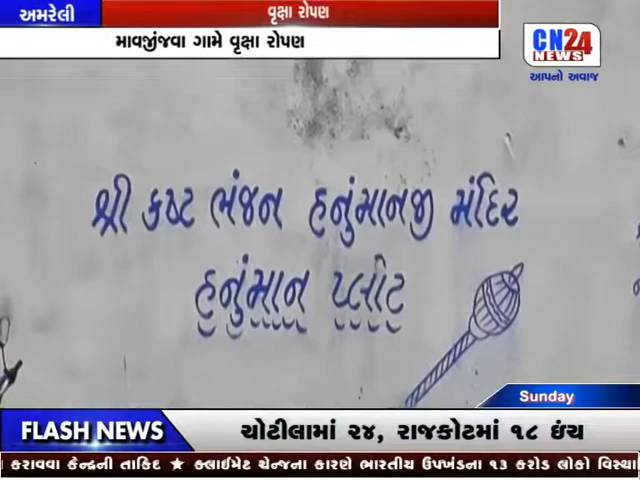 અમરેલી
વૃક્ષા રોપણ
માવજીંજવા ગામે વૃક્ષા રોપણ
CN24
NEWS
આપનો અવાજ
શ્રી કષ્ટ ભંજન હનુંમાનજી મંદિર
હનુંમાન પ્લોટ
Sunday
FLASH NEWS
ચોટીલામાં ૨૪, રાજકોટમાં ૧૮ ઇંચ
કરાવવા કેન્દ્રની તાકિદ ★ ક્લાઈમેટ ચેન્જના કારણે ભારતીય ઉપખંડના ૧૩ કરોડ લોકો